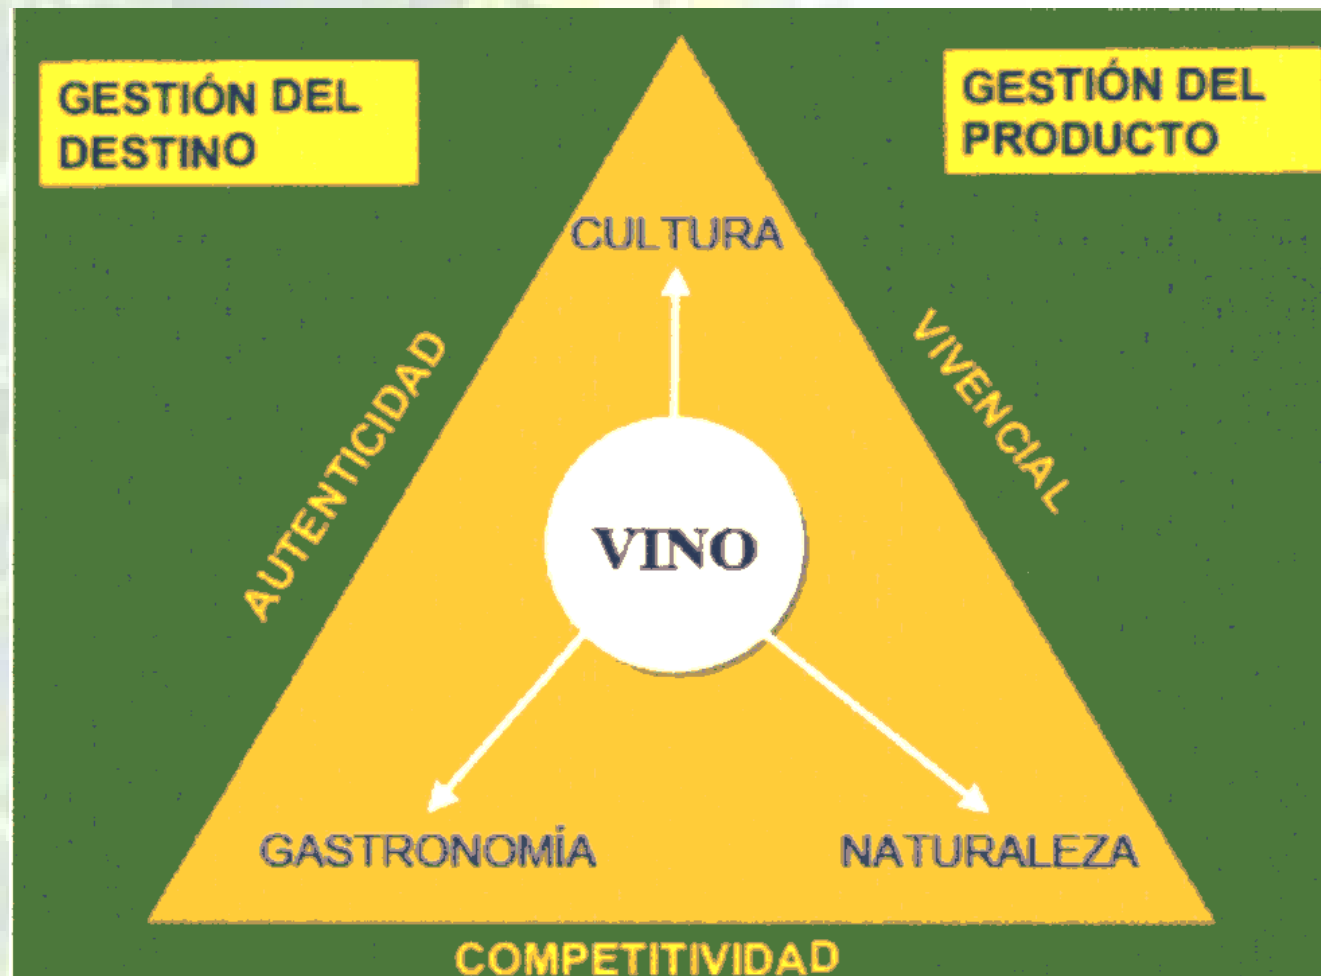 GESTIÓN DEL
DESTINO
GESTIÓN DEL
PRODUCTO
CULTURA
AUTENTICIDAD
VIVENCIAL
VINO
GASTRONOMÍA
NATURALEZA
COMPETITIVIDAD